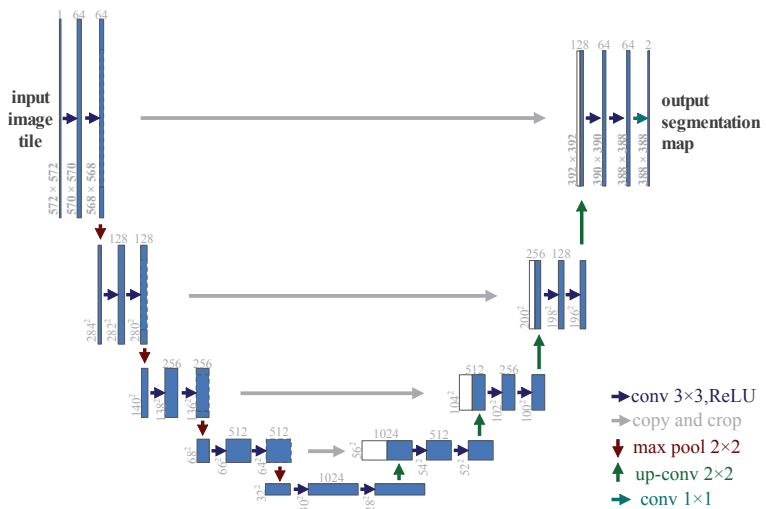 1 64 64
128 64 64 2
input
image
tile
output
segmentation
map
572 × 572
570 × 570
568 × 568
392 × 392
390 × 390
388 × 388
388 × 388
128 128
256 128
284²
282²
280²
200²
198²
196²
256 256
512 256
140²
138²
136²
104²
102²
100²
512 512
1024 512
68²
66²
64²
56²
54²
52²
1024
32²
30²
28²
conv 3×3,ReLU
copy and crop
max pool 2×2
up-conv 2×2
conv 1×1